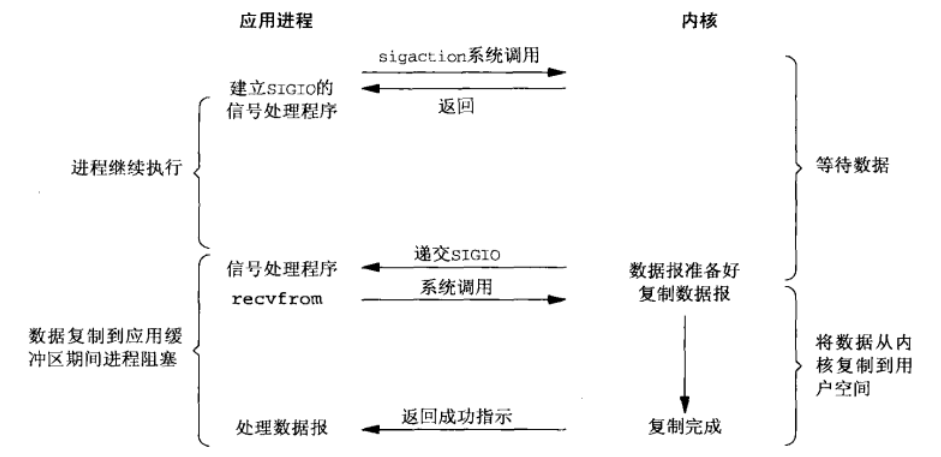 应用进程
内核
sigaction系统调用
建立SIGIO的
信号处理程序
返回
进程继续执行
等待数据
递交SIGIO
信号处理程序
数据报准备好
复制数据报
recvfrom
系统调用
数据复制到应用缓
冲区期间进程阻塞
将数据从内
核复制到用
户空间
返回成功指示
处理数据报
复制完成